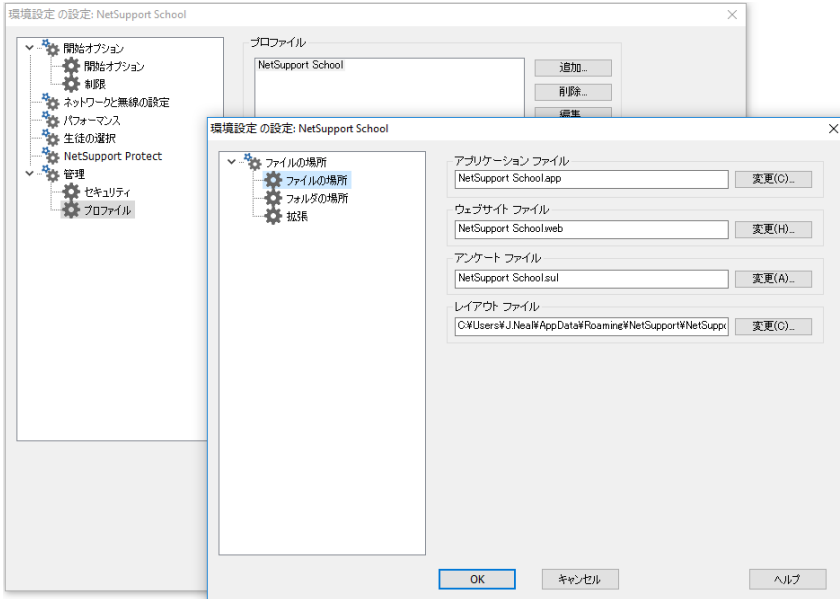 環境設定 の設定: NetSupport School
開始オプション
開始オプション
制限
ネットワークと無線の設定
パフォーマンス
生徒の選択
NetSupport Protect
管理
セキュリティ
プロファイル
プロファイル
NetSupport School
追加...
削除...
編集
環境設定 の設定: NetSupport School
ファイルの場所
ファイルの場所
フォルダの場所
拡張
アプリケーション ファイル
NetSupport School.app
変更(C)...
ウェブサイト ファイル
NetSupport School.web
変更(H)...
アンケート ファイル
NetSupport School.sul
変更(A)...
レイアウト ファイル
C:¥Users¥J.Neal¥AppData¥Roaming¥NetSupport¥NetSuppo
変更(C)...
OK
キャンセル
ヘルプ